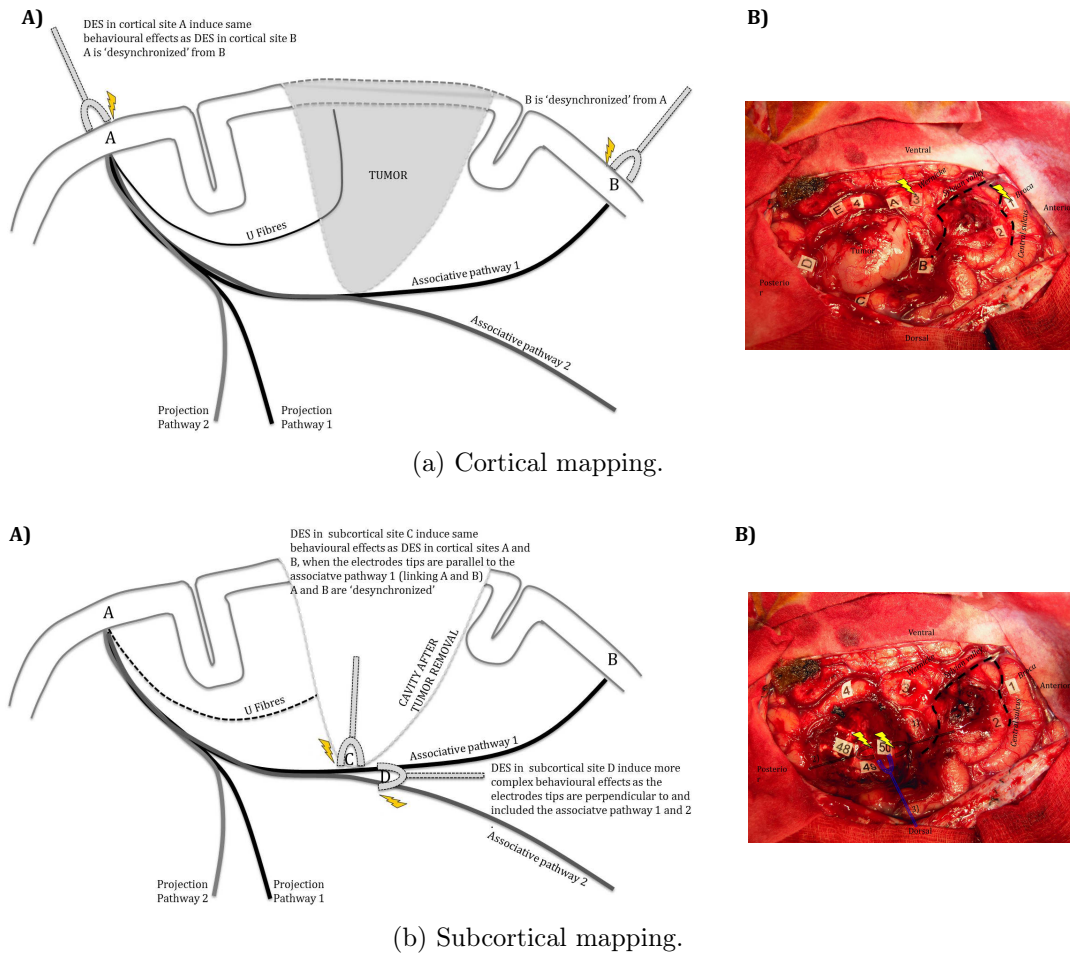 A)
DES in cortical site A induce same
behavioural effects as DES in cortical site B
A is ‘desynchronized’ from B
B)
B is ‘desynchronized’ from A
A
B
TUMOR
U Fibres
Associative pathway 1
Associative pathway 2
Projection
Pathway 2
Projection
Pathway 1
Ventral
Anterior
Broca
Central sulcus
Tumor
E 4 A 3
1
2
D
B
C
Posterio
r
Dorsal
(a) Cortical mapping.
A)
DES in subcortical site C induce same
behavioural effects as DES in cortical sites A and
B, when the electrodes tips are parallel to the
associatve pathway 1 (linking A and B)
A and B are ‘desynchronized’
B)
A
B
CAVITY AFTER
TUMOR REMOVAL
U Fibres
C
D
Associative pathway 1
DES in subcortical site D induce more
complex behavioural effects as the
electrodes tips are perpendicular to and
included the associatve pathway 1 and 2
.
Associative pathway 2
Projection
Pathway 2
Projection
Pathway 1
Ventral
Anterior
Broca
Central sulcus
4
3
1
2
48
50
49
Posterio
r
Dorsal
(b) Subcortical mapping.